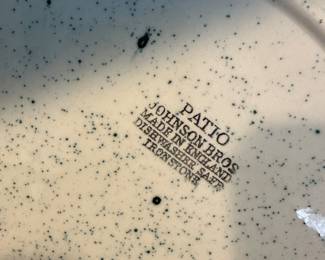 PATIO
JOHNSON BROS
MADE IN ENGLAND
DISHWASHER SAFE
IRONSTONE